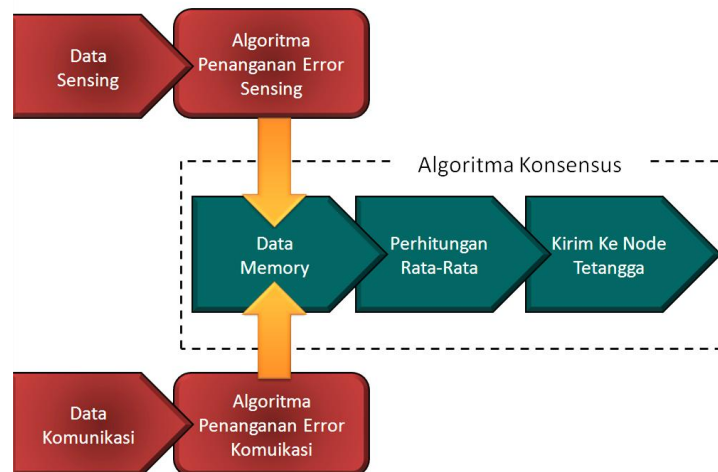 Data
Sensing
Algoritma
Penanganan Error
Sensing
Algoritma Konsensus
Data
Memory
Perhitungan
Rata-Rata
Kirim Ke Node
Tetangga
Data
Komunikasi
Algoritma
Penanganan Error
Komuikasi